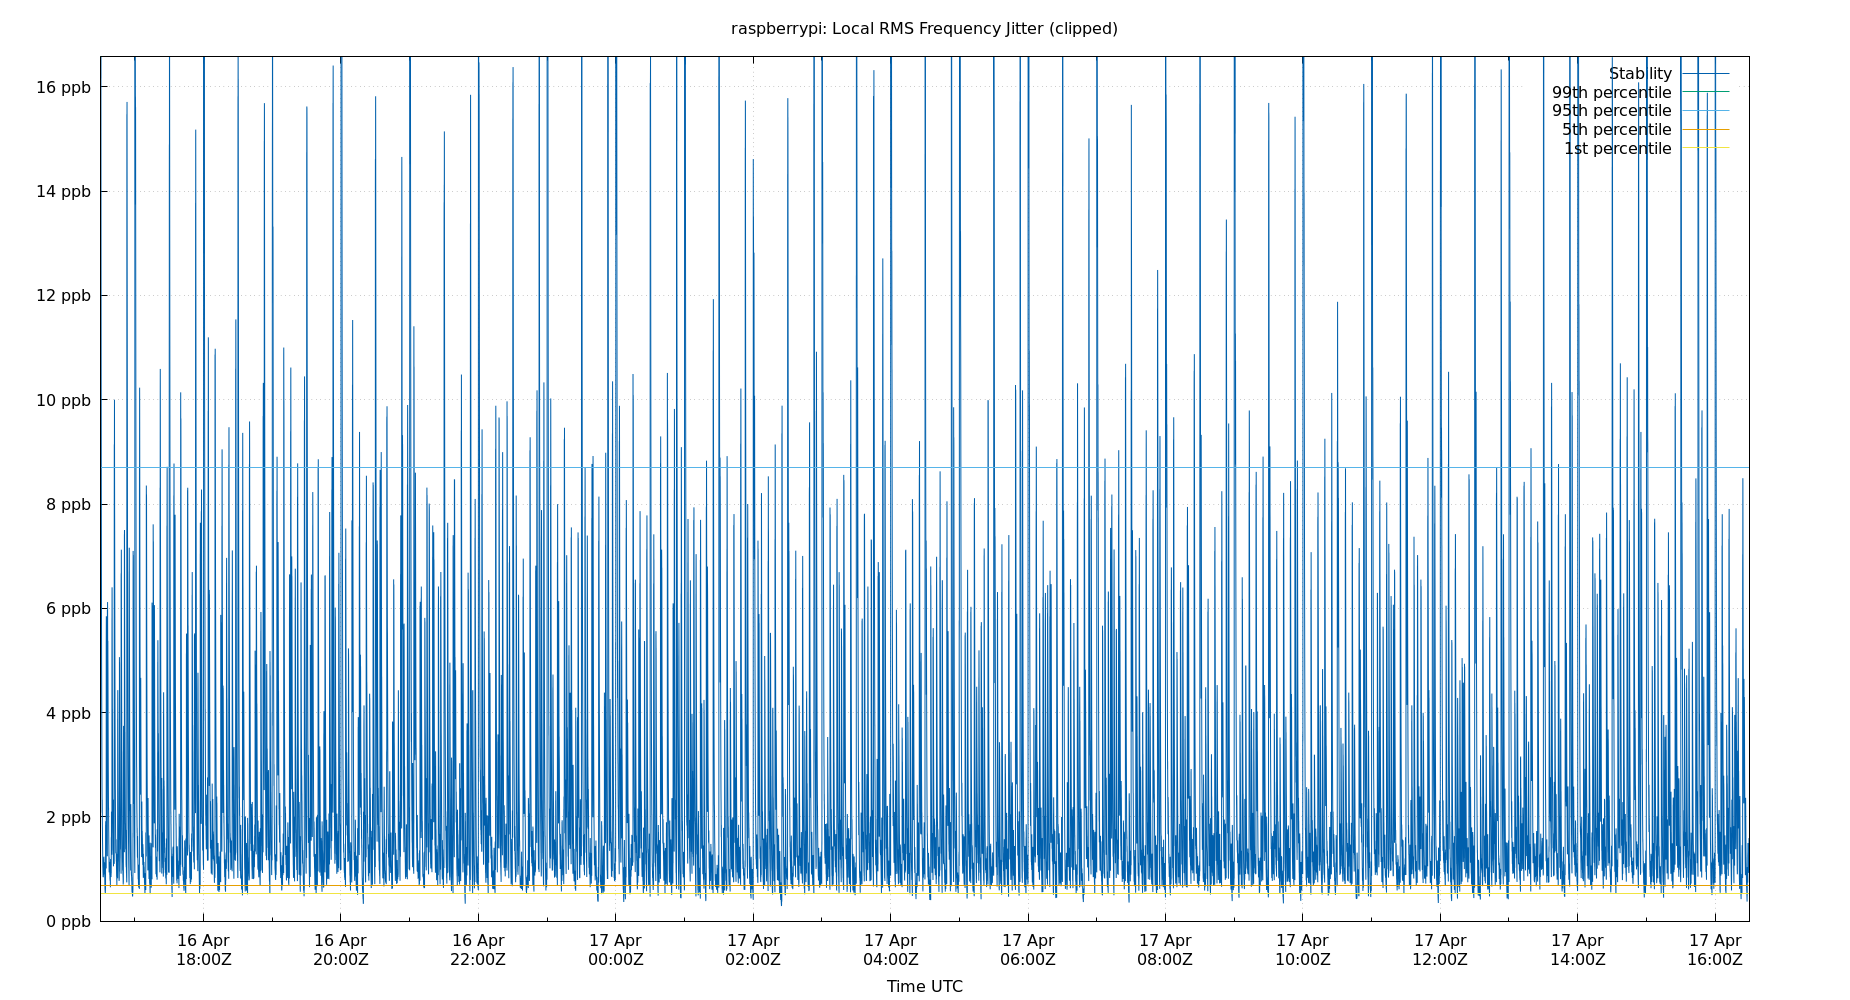 raspberrypi: Local RMS Frequency Jitter (clipped)
Stability
99th percentile
95th percentile
5th percentile
1st percentile
16 ppb
14 ppb
12 ppb
10 ppb
8 ppb
6 ppb
4 ppb
2 ppb
0 ppb
16 Apr 16 Apr 16 Apr 17 Apr 17 Apr 17 Apr 17 Apr 17 Apr 17 Apr 17 Apr 17 Apr 17 Apr
18:00Z 20:00Z 22:00Z 00:00Z 02:00Z 04:00Z 06:00Z 08:00Z 10:00Z 12:00Z 14:00Z 16:00Z
Time UTC